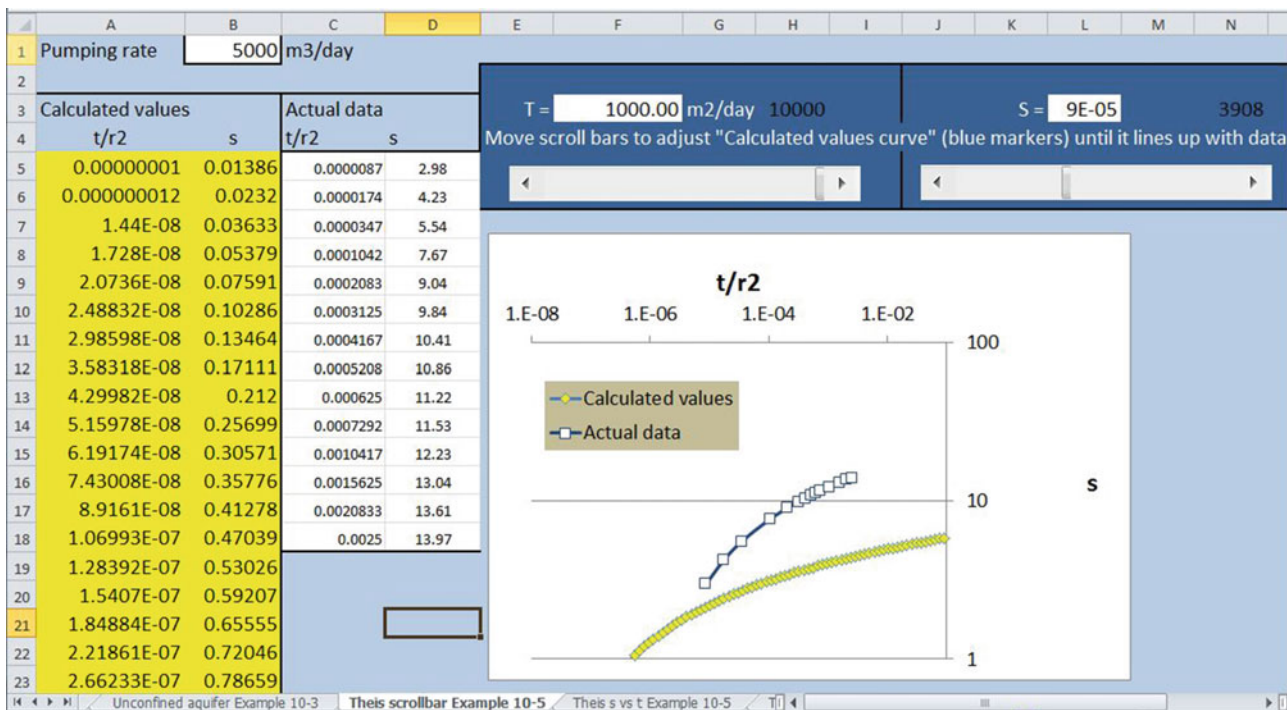 A B C D E F G H I J K L M N
1 Pumping rate 5000 m3/day
2
3 Calculated values Actual data T = 1000.00 m2/day 10000 S = 9E-05 3908
4 t/r2 s t/r2 s Move scroll bars to adjust "Calculated values curve" (blue markers) until it lines up with data
5 0.00000001 0.01386 0.0000087 2.98
6 0.000000012 0.0232 0.0000174 4.23
7 1.44E-08 0.03633 0.0000347 5.54
8 1.728E-08 0.05379 0.0001042 7.67
9 2.0736E-08 0.07591 0.0002083 9.04
10 2.48832E-08 0.10286 0.0003125 9.84
11 2.98598E-08 0.13464 0.0004167 10.41
12 3.58318E-08 0.17111 0.0005208 10.86
13 4.29982E-08 0.212 0.000625 11.22
14 5.15978E-08 0.25699 0.0007292 11.53
15 6.19174E-08 0.30571 0.0010417 12.23
16 7.43008E-08 0.35776 0.0015625 13.04
17 8.9161E-08 0.41278 0.0020833 13.61
18 1.06993E-07 0.47039 0.0025 13.97
19 1.28392E-07 0.53026
20 1.5407E-07 0.59207
21 1.84884E-07 0.65555
22 2.21861E-07 0.72046
23 2.66233E-07 0.78659
t/r2
1.E-08 1.E-06 1.E-04 1.E-02
100
Calculated values
Actual data
10
s
1
Unconfined aquifer Example 10-3 Theis scrollbar Example 10-5 Theis s vs t Example 10-5